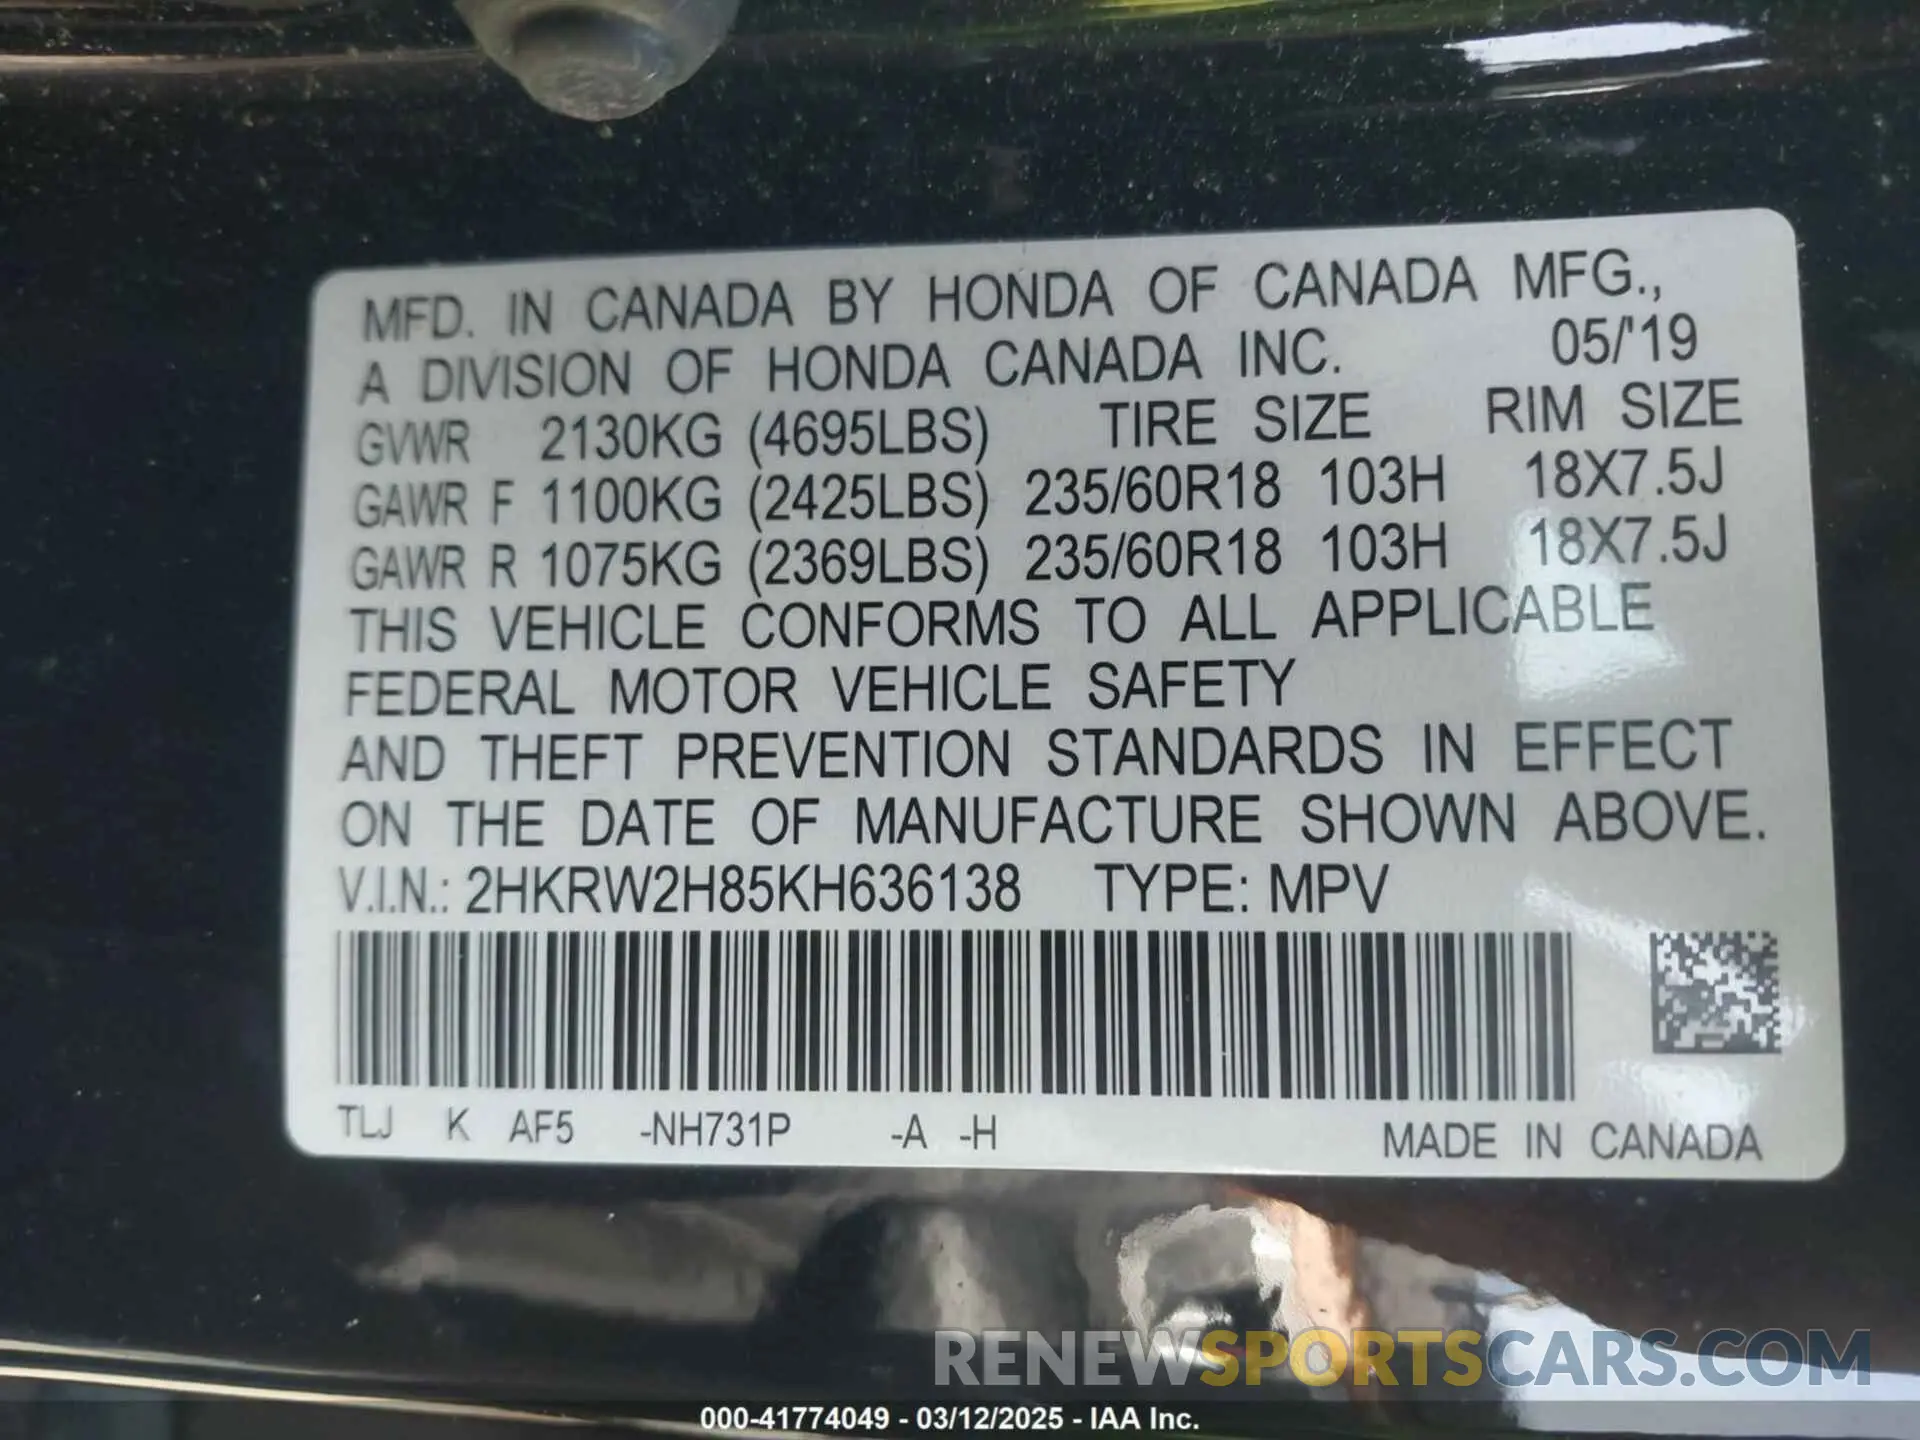 MFD. IN CANADA BY HONDA OF CANADA MFG.,
A DIVISION OF HONDA CANADA INC. 05/'19
GVWR 2130KG (4695LBS) TIRE SIZE RIM SIZE
GAWR F 1100KG (2425LBS) 235/60R18 103H 18X7.5J
GAWR R 1075KG (2369LBS) 235/60R18 103H 18X7.5J
THIS VEHICLE CONFORMS TO ALL APPLICABLE
FEDERAL MOTOR VEHICLE SAFETY
AND THEFT PREVENTION STANDARDS IN EFFECT
ON THE DATE OF MANUFACTURE SHOWN ABOVE.
V.I.N.: 2HKRW2H85KH636138 TYPE: MPV
TLJ K AF5 -NH731P -A -H MADE IN CANADA
RENEWSPORTSCARS.COM
000-41774049 - 03/12/2025 - IAA Inc.